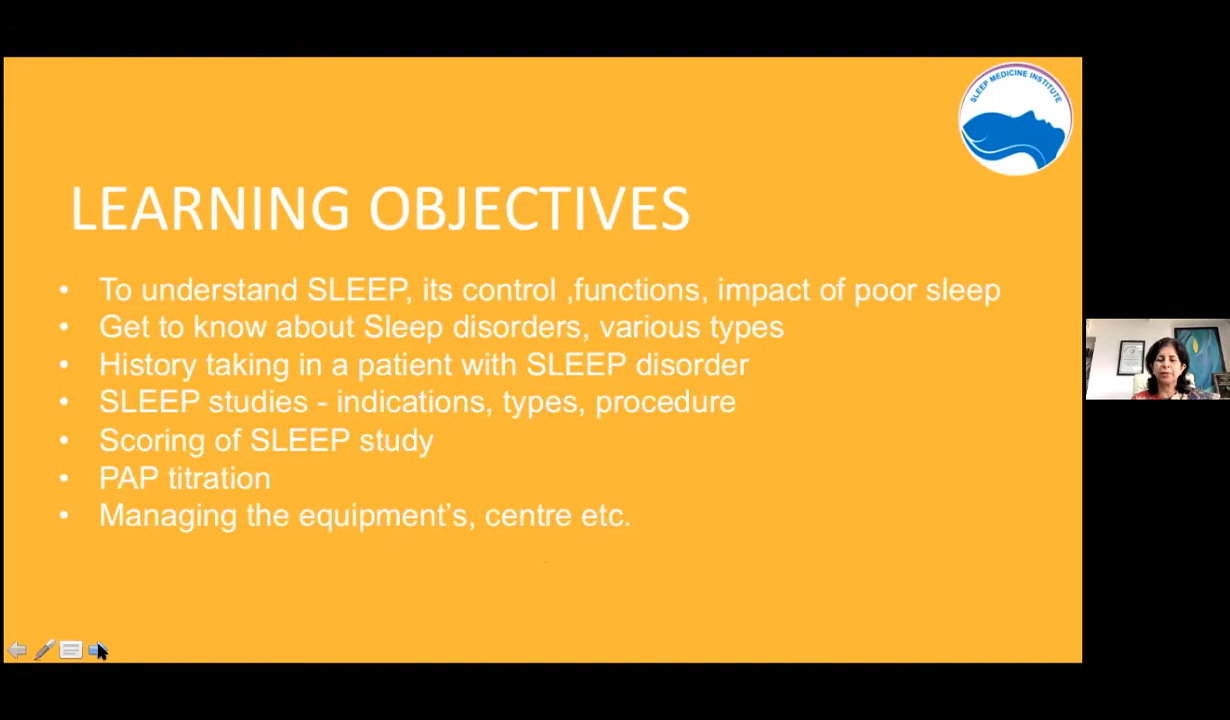 SLEEP MEDICINE INSTITUTE
LEARNING OBJECTIVES
• To understand SLEEP, its control ,functions, impact of poor sleep
• Get to know about Sleep disorders, various types
• History taking in a patient with SLEEP disorder
• SLEEP studies - indications, types, procedure
• Scoring of SLEEP study
• PAP titration
• Managing the equipment’s, centre etc.